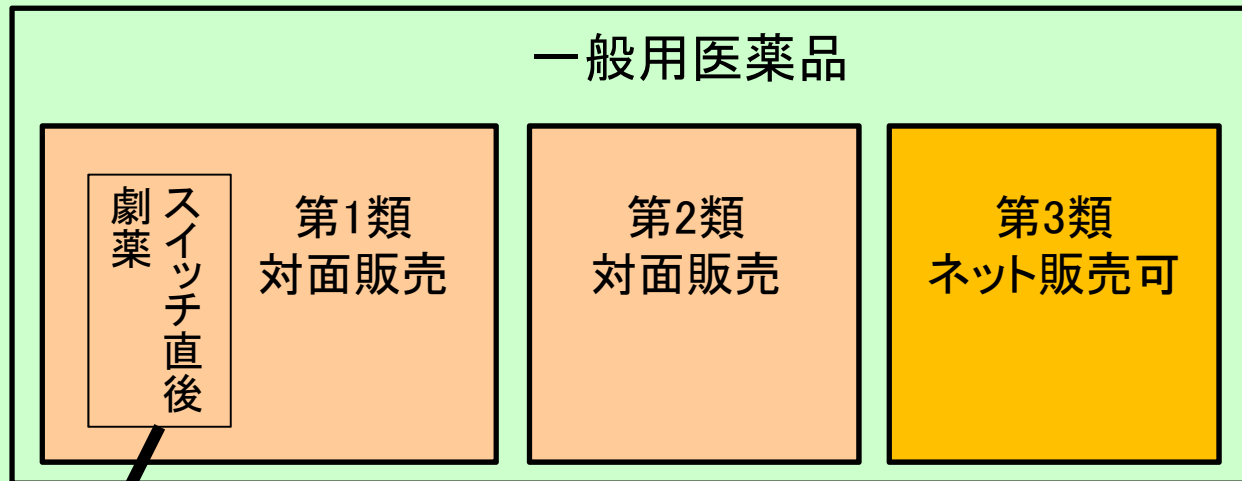 一般用医薬品
スイッチ直後
劇薬
第1類
対面販売
第2類
対面販売
第3類
ネット販売可